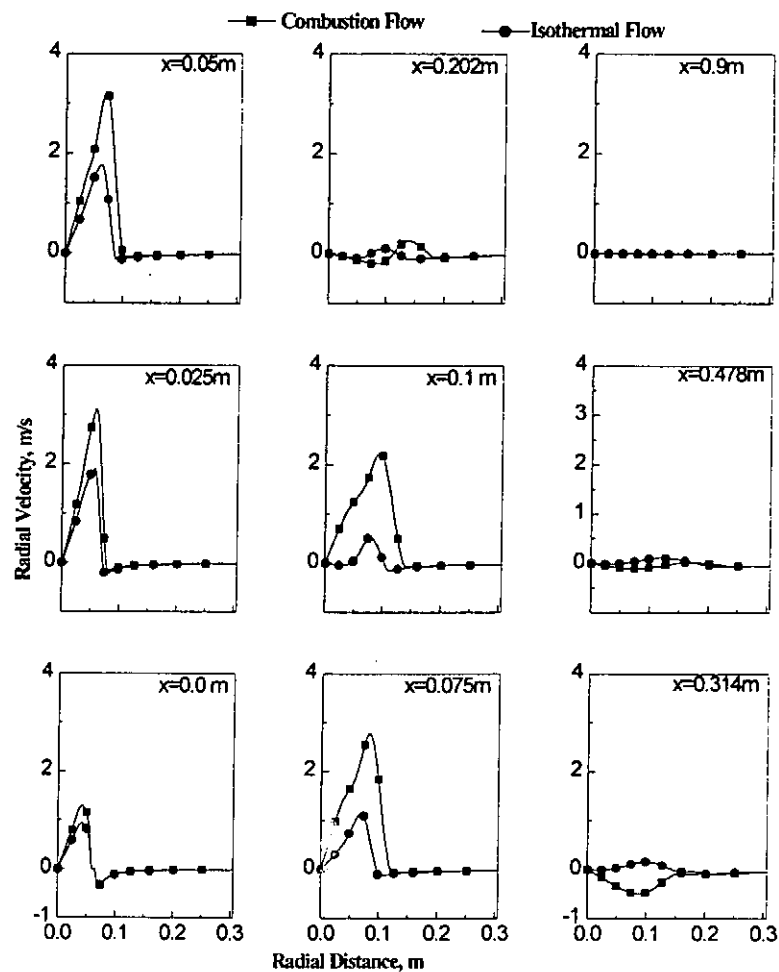 Combustion Flow
Isothermal Flow
x=0.05m
x=0.202m
x=0.9m
4
2
0
4
2
0
4
2
0
x=0.025m
x=0.1 m
x=0.478m
Radial Velocity, m/s
4
2
0
4
2
0
4
3
2
1
0
x=0.0 m
x=0.075m
x=0.314m
4
2
0
-1
4
2
0
4
2
0
-1
0.0 0.1 0.2 0.3
0.0 0.1 0.2 0.3
0.0 0.1 0.2 0.3
Radial Distance, m